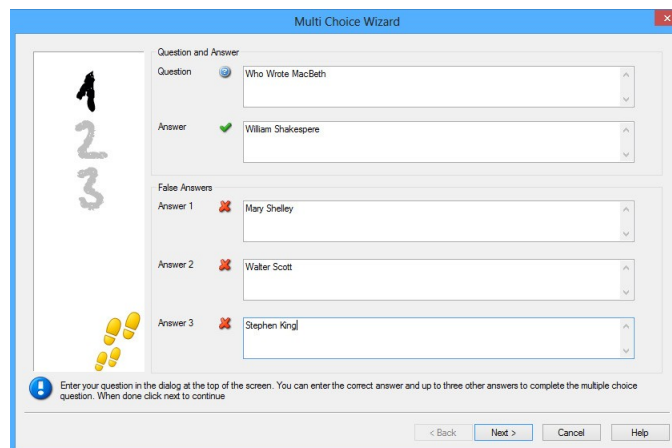 Multi Choice Wizard
1
2
3
Question and Answer
Question
Who Wrote MacBeth
Answer
William Shakespere
False Answers
Answer 1
Mary Shelley
Answer 2
Walter Scott
Answer 3
Stephen King
Enter your question in the dialog at the top of the screen. You can enter the correct answer and up to three other answers to complete the multiple choice
question. When done click next to continue
< Back
Next >
Cancel
Help